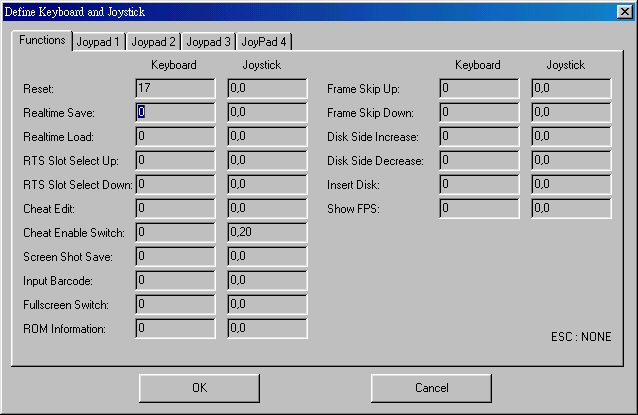 Define Keyboard and Joystick
Functions Joypad 1 Joypad 2 Joypad 3 JoyPad 4
Keyboard Joystick Keyboard Joystick
Reset: 17 0,0 Frame Skip Up: 0 0,0
Realtime Save: 0 0,0 Frame Skip Down: 0 0,0
Realtime Load: 0 0,0 Disk Side Increase: 0 0,0
RTS Slot Select Up: 0 0,0 Disk Side Decrease: 0 0,0
RTS Slot Select Down: 0 0,0 Insert Disk: 0 0,0
Cheat Edit: 0 0,0 Show FPS: 0 0,0
Cheat Enable Switch: 0 0,20
Screen Shot Save: 0 0,0
Input Barcode: 0 0,0
Fullscreen Switch: 0 0,0
ROM Information: 0 0,0
ESC : NONE
OK Cancel